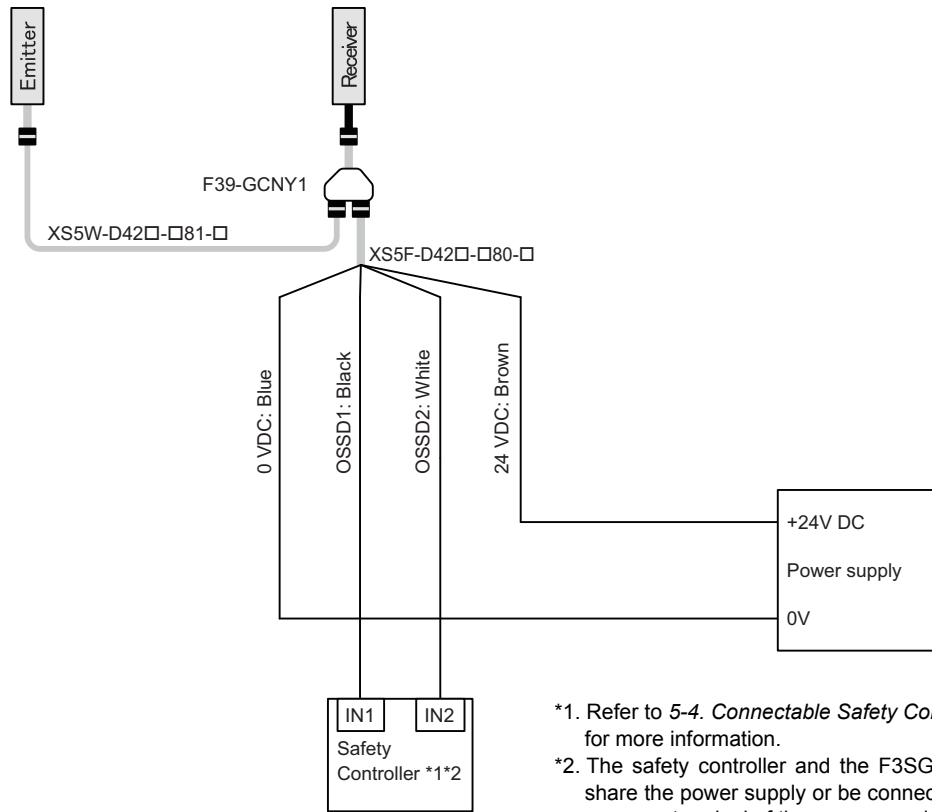 Emitter
Receiver
F39-GCNY1
XS5W-D42□-□81-□
XS5F-D42□-□80-□
0 VDC: Blue
OSSD1: Black
OSSD2: White
24 VDC: Brown
+24V DC
Power supply
0V
IN1
IN2
Safety
Controller *1*2
*1. Refer to 5-4. Connectable Safety
for more information.
*2. The safety controller and the F3SG
share the power supply or be